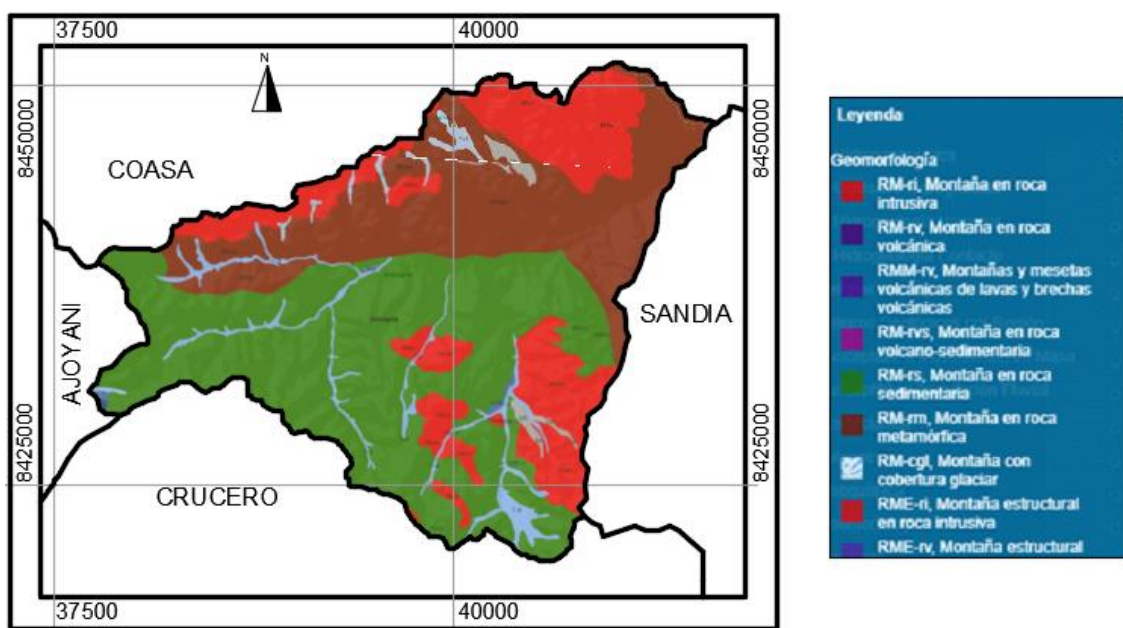 37500
40000
N
8450000
8450000
COASA
SANDIA
AJOYANI
8425000
8425000
CRUCERO
37500
40000
Leyenda
Geomorfología
RM-ri, Montaña en roca
intrusiva
RM-rv, Montaña en roca
volcánica
RMM-rv, Montañas y mesetas
volcánicas de lavas y brechas
volcánicas
RM-rvs, Montaña en roca
volcano-sedimentaria
RM-rs, Montaña en roca
sedimentaria
RM-rm, Montaña en roca
metamórfica
RM-cgt, Montaña con
cobertura glaciar
RME-ri, Montaña estructural
en roca intrusiva
RME-rv, Montaña estructural